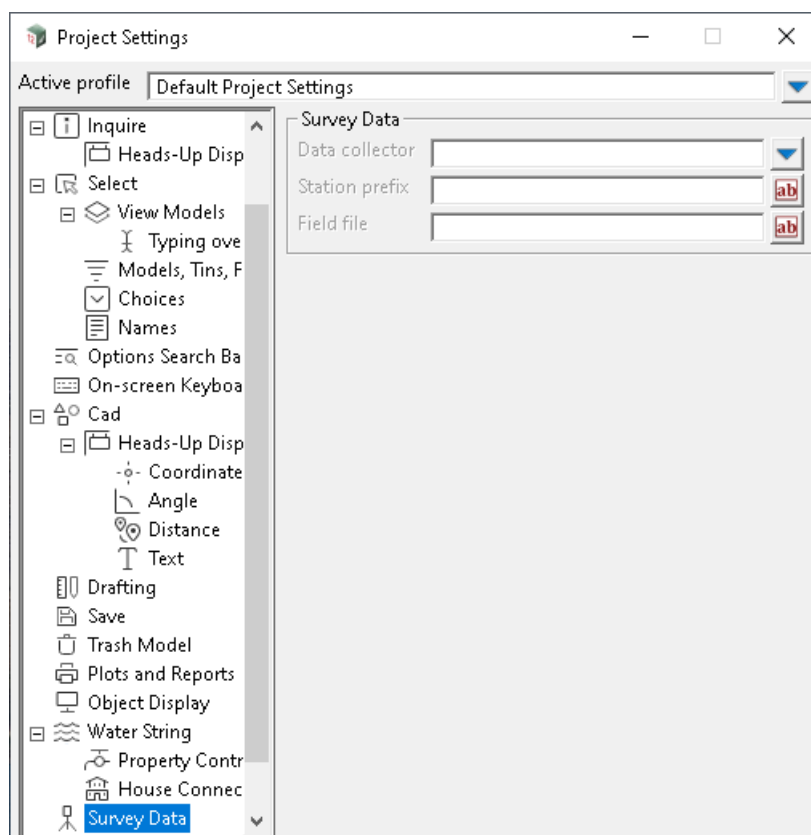 Project Settings
Active profile Default Project Settings
Inquire
Heads-Up Disp
Select
View Models
Typing ove
Models, Tins, F
Choices
Names
Options Search Ba
On-screen Keyboa
Cad
Heads-Up Disp
Coordinate
Angle
Distance
Text
Drafting
Save
Trash Model
Plots and Reports
Object Display
Water String
Property Contr
House Connec
Survey Data
Survey Data
Data collector
Station prefix ab
Field file ab